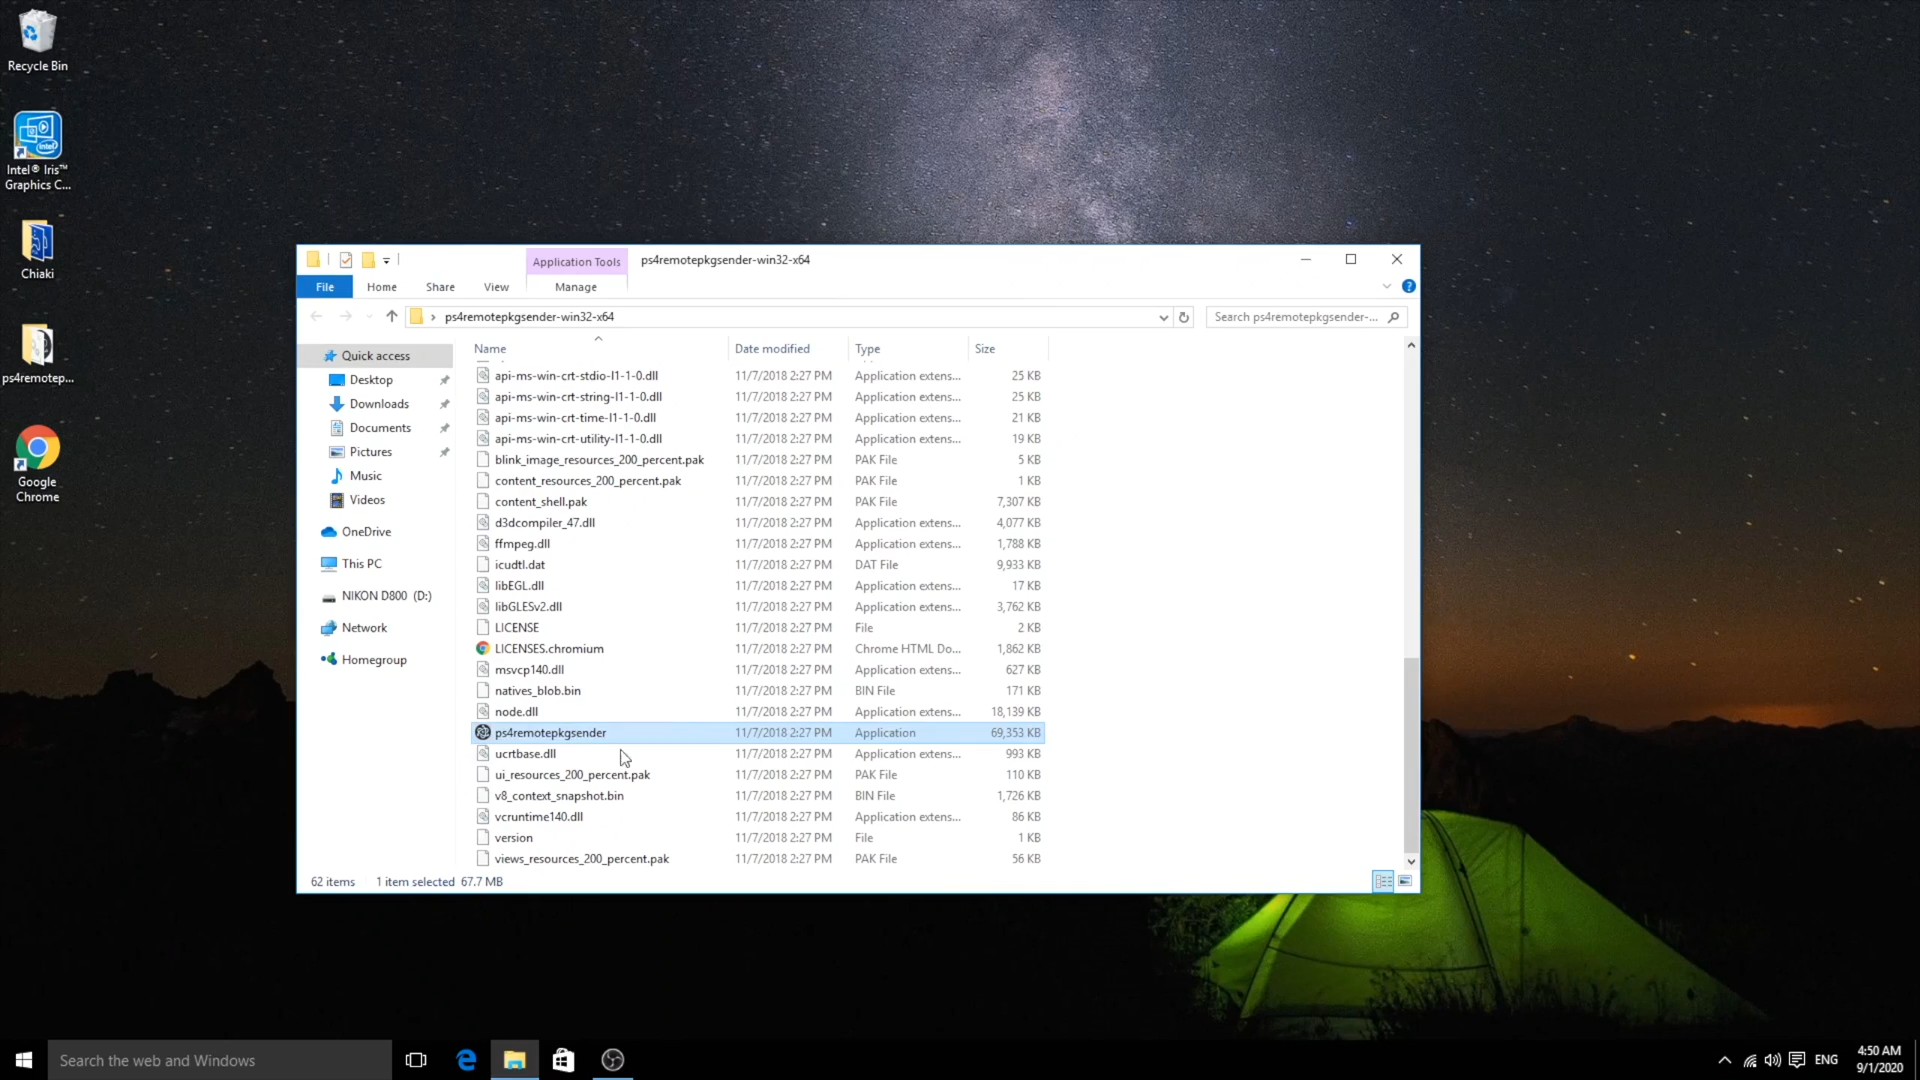 Recycle Bin
Intel® Iris™
Graphics C...
Chiaki
ps4remotep...
Google
Chrome
Application Tools
ps4remotepkgsender-win32-x64
File
Home
Share
View
Manage
ps4remotepkgsender-win32-x64
Search ps4remotepkgsender-...
Quick access
Desktop
Downloads
Documents
Pictures
Music
Videos
OneDrive
This PC
NIKON D800 (D:)
Network
Homegroup
Name Date modified Type Size
api-ms-win-crt-stdio-l1-1-0.dll 11/7/2018 2:27 PM Application extens... 25 KB
api-ms-win-crt-string-l1-1-0.dll 11/7/2018 2:27 PM Application extens... 25 KB
api-ms-win-crt-time-l1-1-0.dll 11/7/2018 2:27 PM Application extens... 21 KB
api-ms-win-crt-utility-l1-1-0.dll 11/7/2018 2:27 PM Application extens... 19 KB
blink_image_resources_200_percent.pak 11/7/2018 2:27 PM PAK File 5 KB
content_resources_200_percent.pak 11/7/2018 2:27 PM PAK File 1 KB
content_shell.pak 11/7/2018 2:27 PM PAK File 7,307 KB
d3dcompiler_47.dll 11/7/2018 2:27 PM Application extens... 4,077 KB
ffmpeg.dll 11/7/2018 2:27 PM Application extens... 1,788 KB
icudtl.dat 11/7/2018 2:27 PM DAT File 9,933 KB
libEGL.dll 11/7/2018 2:27 PM Application extens... 17 KB
libGLESv2.dll 11/7/2018 2:27 PM Application extens... 3,762 KB
LICENSE 11/7/2018 2:27 PM File 2 KB
LICENSES.chromium 11/7/2018 2:27 PM Chrome HTML Do... 1,862 KB
msvcp140.dll 11/7/2018 2:27 PM Application extens... 627 KB
natives_blob.bin 11/7/2018 2:27 PM BIN File 171 KB
node.dll 11/7/2018 2:27 PM Application extens... 18,139 KB
ps4remotepkgsender 11/7/2018 2:27 PM Application 69,353 KB
ucrtbase.dll 11/7/2018 2:27 PM Application extens... 993 KB
ui_resources_200_percent.pak 11/7/2018 2:27 PM PAK File 110 KB
v8_context_snapshot.bin 11/7/2018 2:27 PM BIN File 1,726 KB
vcruntime140.dll 11/7/2018 2:27 PM Application extens... 86 KB
version 11/7/2018 2:27 PM File 1 KB
views_resources_200_percent.pak 11/7/2018 2:27 PM PAK File 56 KB
62 items 1 item selected 67.7 MB
Search the web and Windows
ENG
4:50 AM
9/1/2020